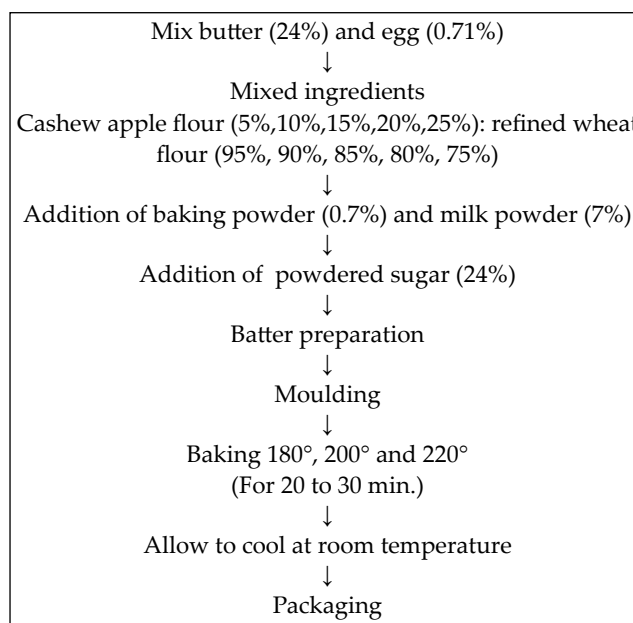 Mix butter (24%) and egg (0.71%)
↓
Mixed ingredients
Cashew apple flour (5%,10%,15%,20%,25%): refined wheat
flour (95%, 90%, 85%, 80%, 75%)
↓
Addition of baking powder (0.7%) and milk powder (7%)
↓
Addition of powdered sugar (24%)
↓
Batter preparation
↓
Moulding
↓
Baking 180°, 200° and 220°
(For 20 to 30 min.)
↓
Allow to cool at room temperature
↓
Packaging